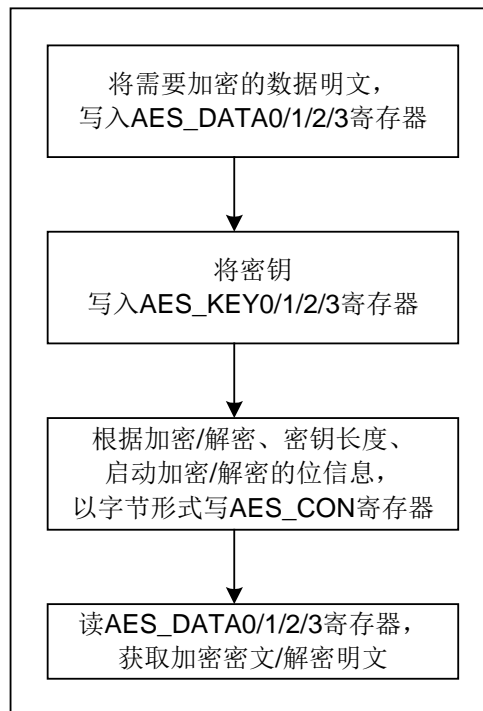 将需要加密的数据明文，
写入AES_DATA0/1/2/3寄存器
将密钥
写入AES_KEY0/1/2/3寄存器
根据加密/解密、密钥长度、
启动加密/解密的位信息，
以字节形式写AES_CON寄存器
读AES_DATA0/1/2/3寄存器，
获取加密密文/解密明文